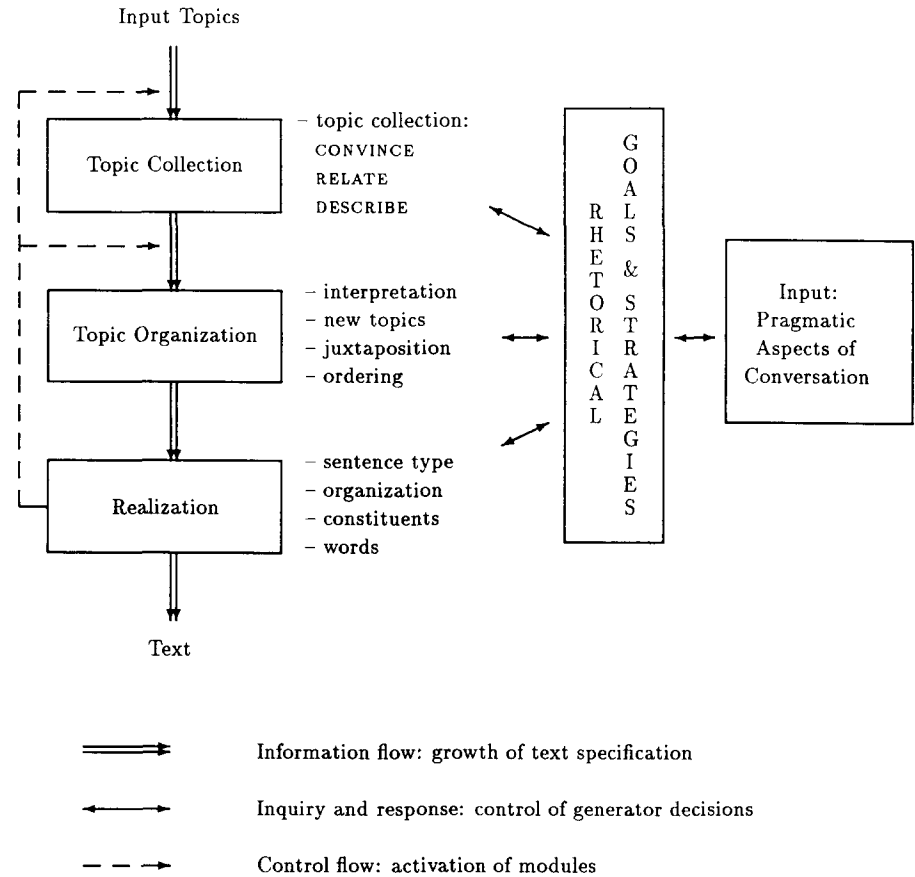 Input Topics
Topic Collection
– topic collection:
CONVINCE
RELATE
DESCRIBE
Topic Organization
– interpretation
– new topics
– juxtaposition
– ordering
Realization
– sentence type
– organization
– constituents
– words
Text
RHETORICAL
GOALS & STRATEGIES
Input:
Pragmatic
Aspects of
Conversation
Information flow: growth of text specification
Inquiry and response: control of generator decisions
Control flow: activation of modules